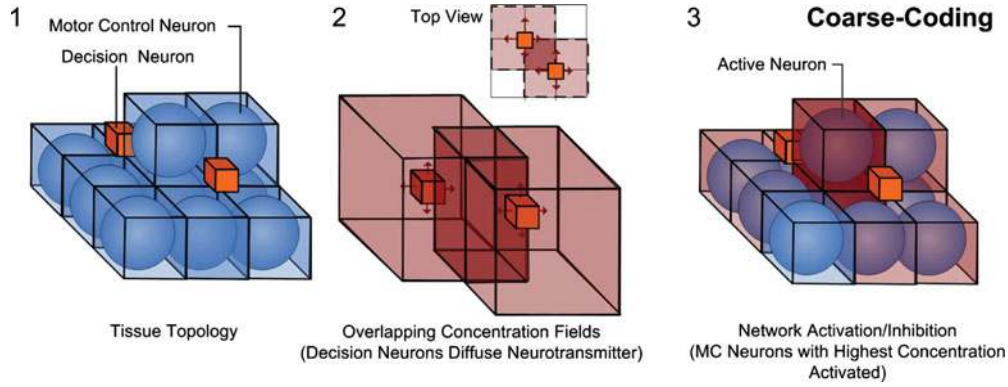 1
Motor Control Neuron
Decision Neuron
Tissue Topology
2
Top View
Overlapping Concentration Fields
(Decision Neurons Diffuse Neurotransmitter)
3
Coarse-Coding
Active Neuron
Network Activation/Inhibition
(MC Neurons with Highest Concentration
Activated)